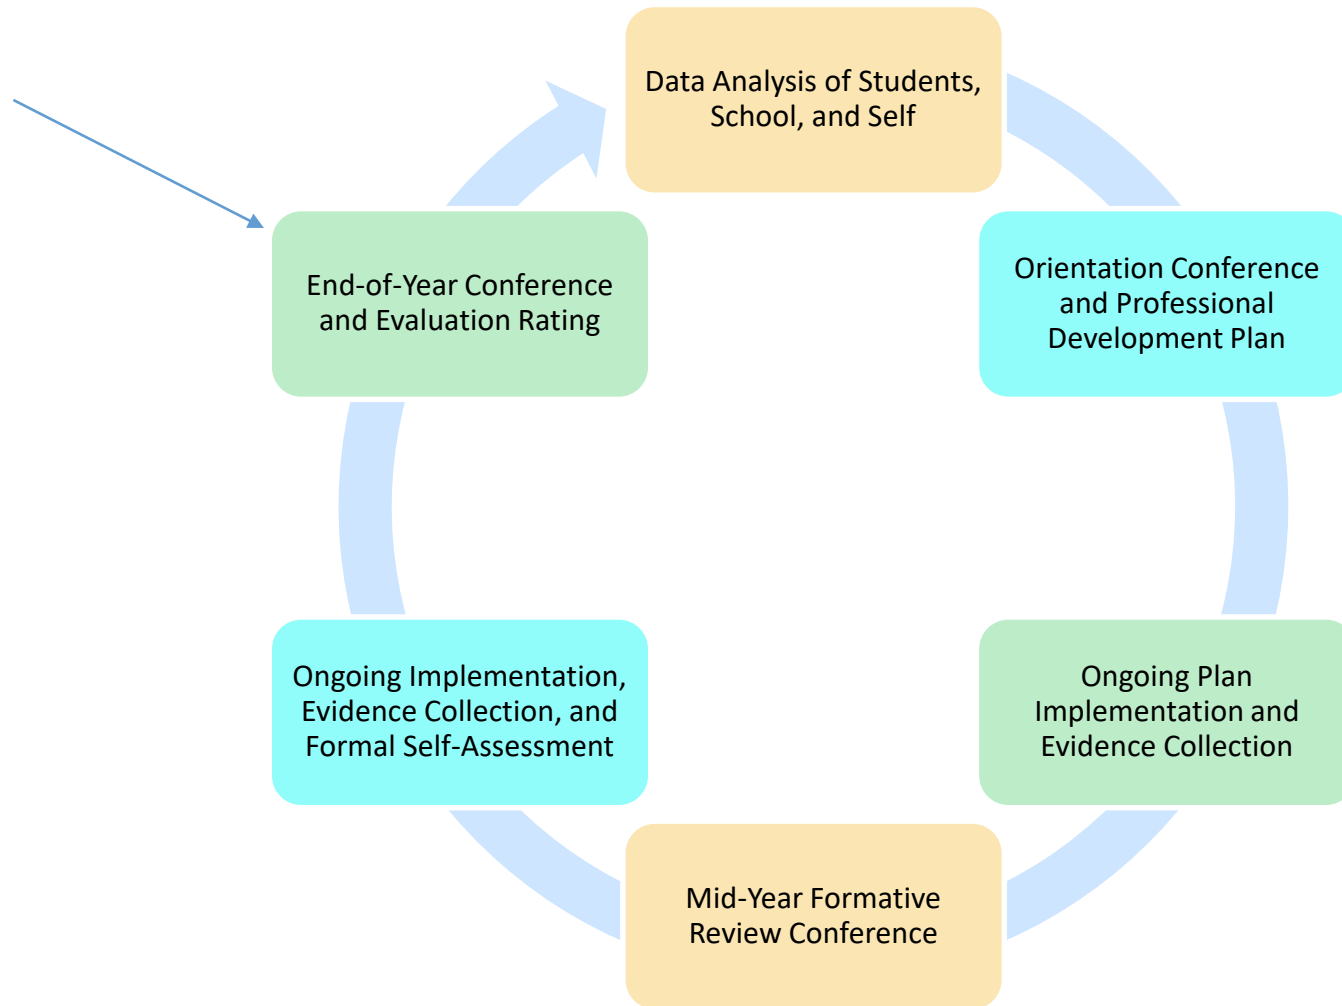 Data Analysis of Students,
School, and Self
Orientation Conference
and Professional
Development Plan
Ongoing Plan
Implementation and
Evidence Collection
Mid-Year Formative
Review Conference
Ongoing Implementation,
Evidence Collection, and
Formal Self-Assessment
End-of-Year Conference
and Evaluation Rating